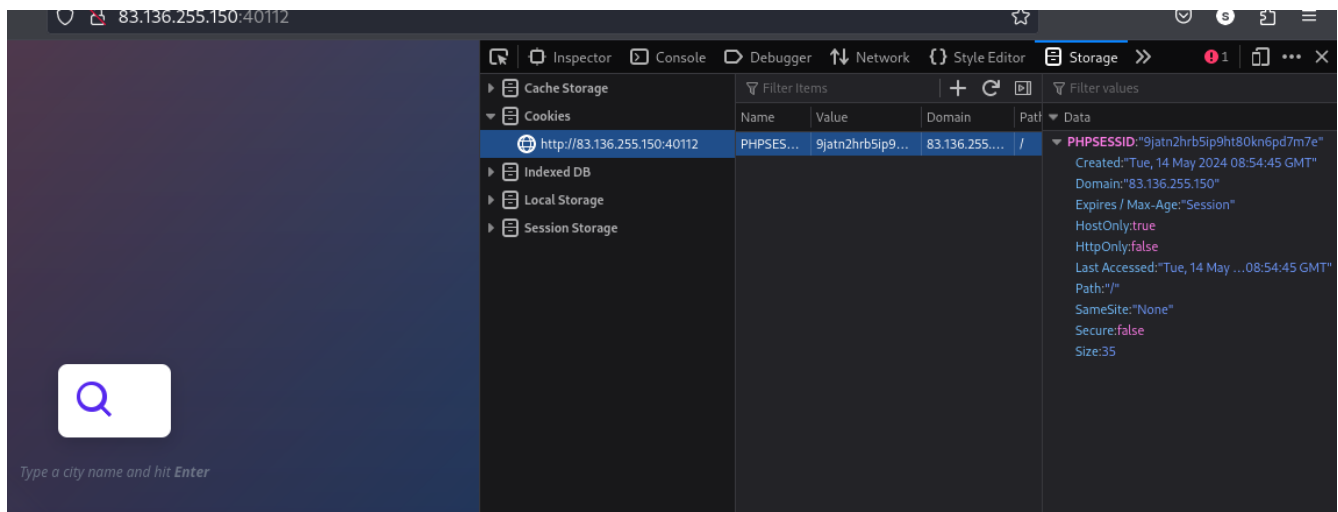 83.136.255.150:40112
S
Inspector Console Debugger Network Style Editor Storage 1
Cache Storage
Cookies
http://83.136.255.150:40112
Indexed DB
Local Storage
Session Storage
Filter Items
Name Value Domain Path
PHPSES... 9jatn2hrb5ip9... 83.136.255.... /
Filter values
Data
PHPSESSID:"9jatn2hrb5ip9ht80kn6pd7m7e"
Created:"Tue, 14 May 2024 08:54:45 GMT"
Domain:"83.136.255.150"
Expires / Max-Age:"Session"
HostOnly:true
HttpOnly:false
Last Accessed:"Tue, 14 May ...08:54:45 GMT"
Path:"/"
SameSite:"None"
Secure:false
Size:35
Type a city name and hit Enter